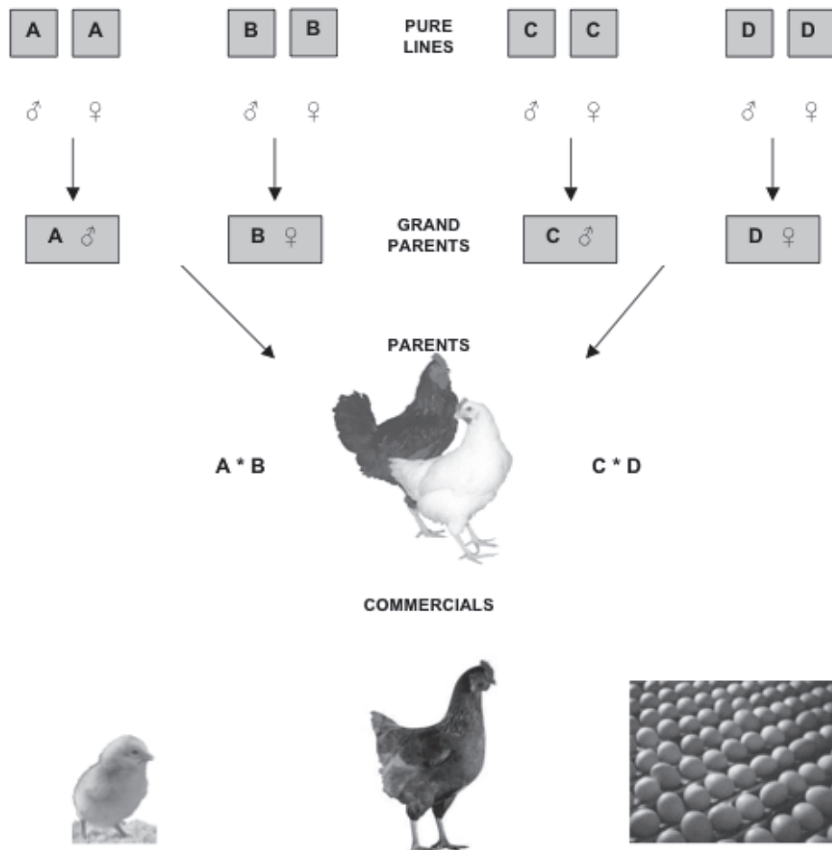 A A B B PURE LINES C C D D
♂ ♀ ♂ ♀ ♂ ♀ ♂ ♀
A ♂ B ♀ GRAND PARENTS C ♂ D ♀
PARENTS
A * B C * D
COMMERCIALS